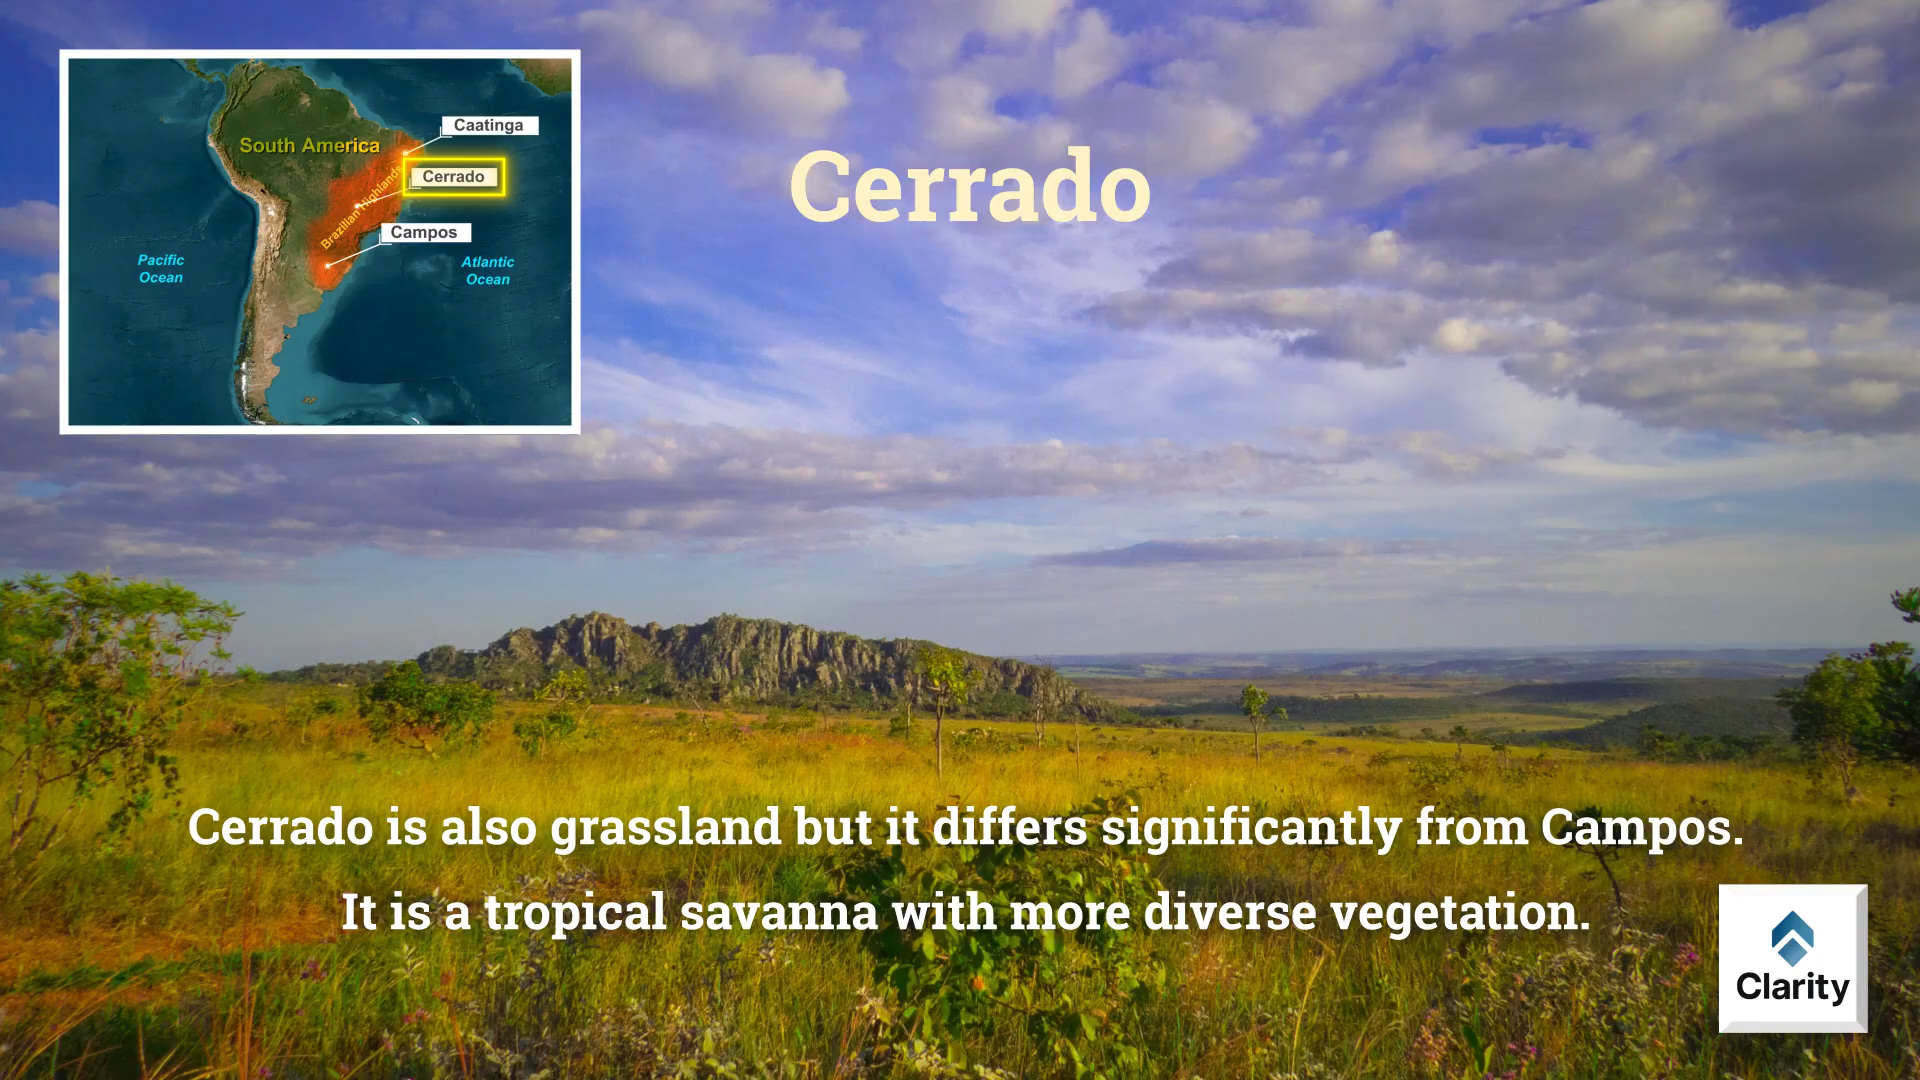 Caatinga
South America
Cerrado
Brazilian Highlands
Campos
Pacific
Ocean
Atlantic
Ocean
Cerrado
Cerrado is also grassland but it differs significantly from Campos.
It is a tropical savanna with more diverse vegetation.
Clarity